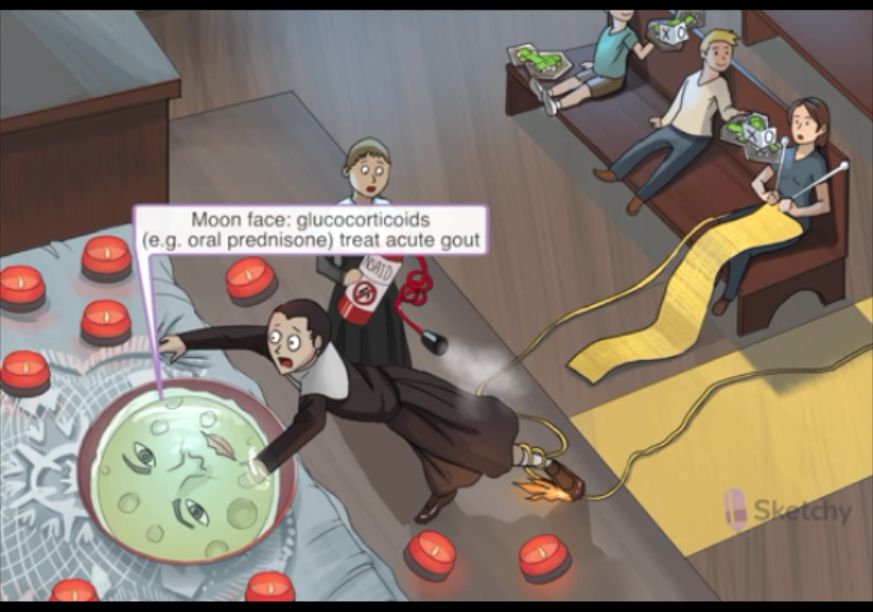 X O
X O
Moon face: glucocorticoids
(e.g. oral prednisone) treat acute gout
NSAID
Sketchy